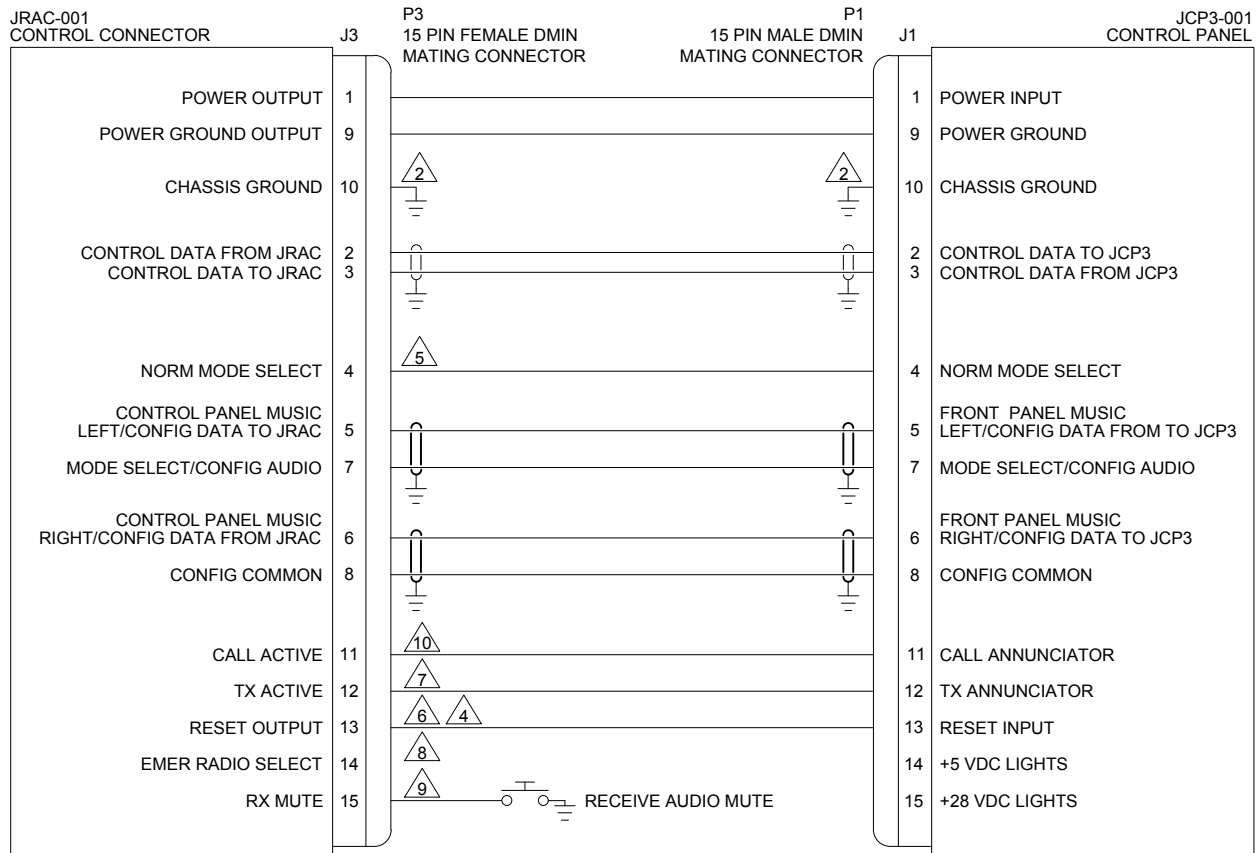 JRAC-001
CONTROL CONNECTOR
J3
P3
15 PIN FEMALE DMIN
MATING CONNECTOR
P1
15 PIN MALE DMIN
MATING CONNECTOR
J1
JCP3-001
CONTROL PANEL
POWER OUTPUT 1 1 POWER INPUT
POWER GROUND OUTPUT 9 9 POWER GROUND
2 2
CHASSIS GROUND 10 10 CHASSIS GROUND
CONTROL DATA FROM JRAC 2 2 CONTROL DATA TO JCP3
CONTROL DATA TO JRAC 3 3 CONTROL DATA FROM JCP3
5
NORM MODE SELECT 4 4 NORM MODE SELECT
CONTROL PANEL MUSIC FRONT PANEL MUSIC
LEFT/CONFIG DATA TO JRAC 5 5 LEFT/CONFIG DATA FROM TO JCP3
MODE SELECT/CONFIG AUDIO 7 7 MODE SELECT/CONFIG AUDIO
CONTROL PANEL MUSIC FRONT PANEL MUSIC
RIGHT/CONFIG DATA FROM JRAC 6 6 RIGHT/CONFIG DATA TO JCP3
CONFIG COMMON 8 8 CONFIG COMMON
10
CALL ACTIVE 11 11 CALL ANNUNCIATOR
7
TX ACTIVE 12 12 TX ANNUNCIATOR
6 4
RESET OUTPUT 13 13 RESET INPUT
8
EMER RADIO SELECT 14 14 +5 VDC LIGHTS
9
RX MUTE 15 RECEIVE AUDIO MUTE 15 +28 VDC LIGHTS